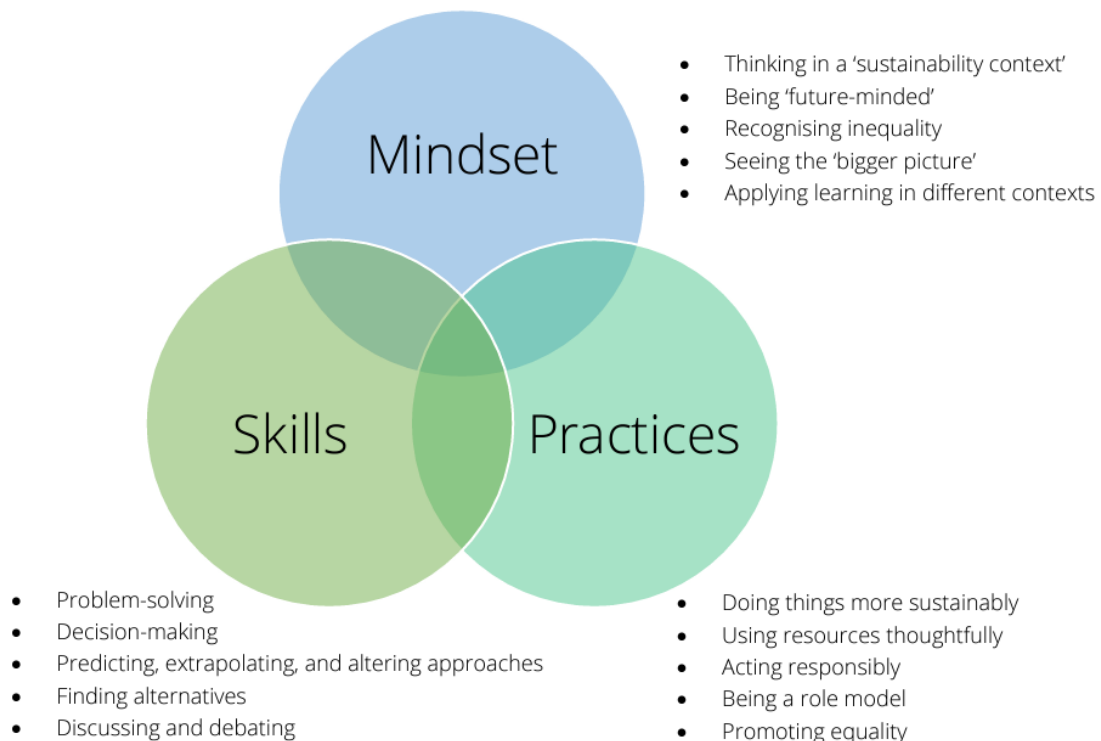 Mindset
• Thinking in a ‘sustainability context’
• Being ‘future-minded’
• Recognising inequality
• Seeing the ‘bigger picture’
• Applying learning in different contexts
Skills
Practices
• Problem-solving
• Decision-making
• Predicting, extrapolating, and altering approaches
• Finding alternatives
• Discussing and debating
• Doing things more sustainably
• Using resources thoughtfully
• Acting responsibly
• Being a role model
• Promoting equality